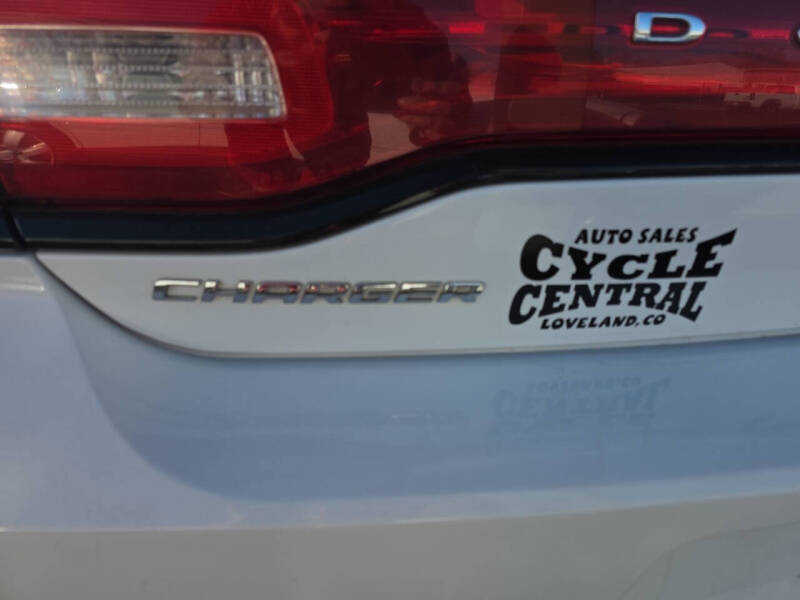 D
CHARGER
AUTO SALES
CYCLE
CENTRAL
LOVELAND, CO